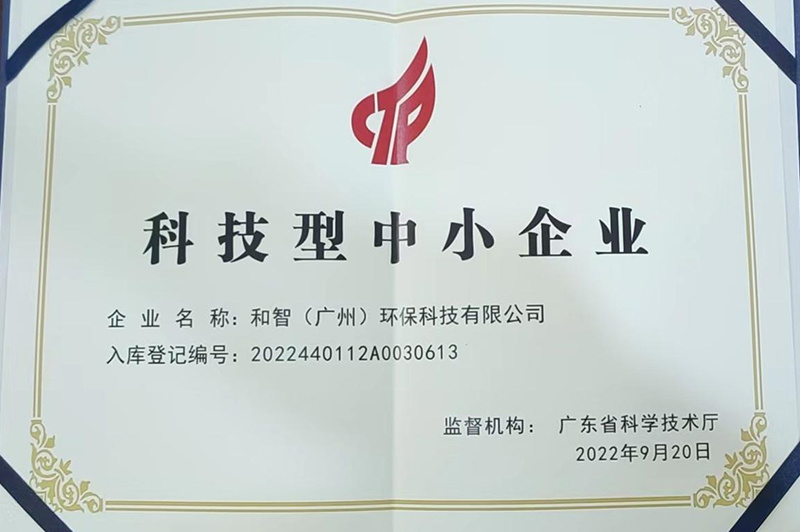 科技型中小企业
企业名称：和智（广州）环保科技有限公司
入库登记编号：2022440112A0030613
监督机构： 广东省科学技术厅
2022年9月20日